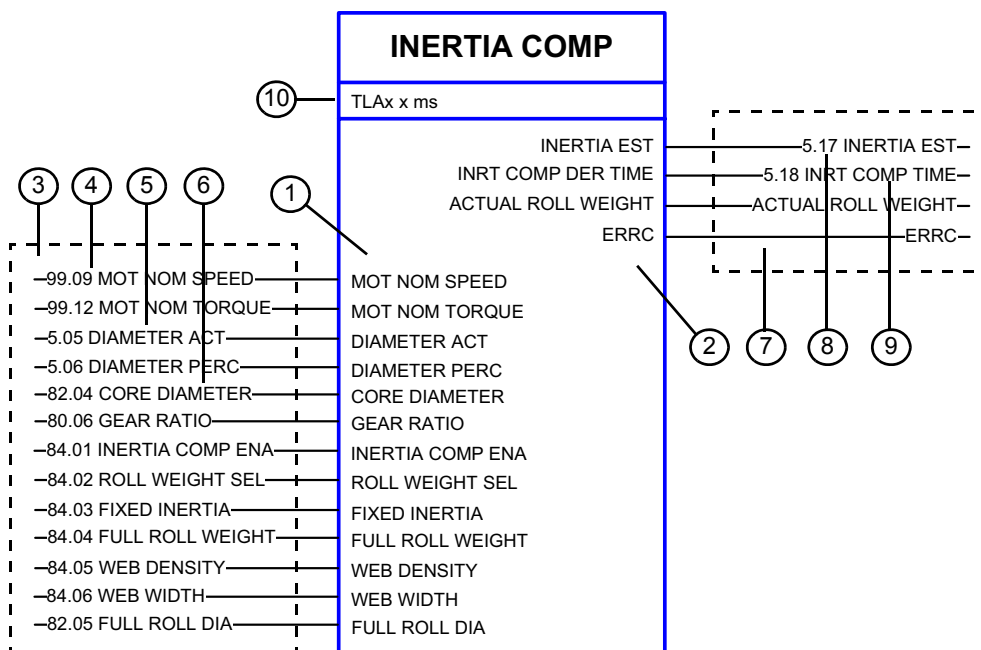 INERTIA COMP
10
TLAx x ms
INERTIA EST
5.17 INERTIA EST
INRT COMP DER TIME
5.18 INRT COMP TIME
ACTUAL ROLL WEIGHT
ACTUAL ROLL WEIGHT
ERRC
ERRC
3 4 5 6
1
2 7 8 9
99.09 MOT NOM SPEED
MOT NOM SPEED
99.12 MOT NOM TORQUE
MOT NOM TORQUE
5.05 DIAMETER ACT
DIAMETER ACT
5.06 DIAMETER PERC
DIAMETER PERC
82.04 CORE DIAMETER
CORE DIAMETER
80.06 GEAR RATIO
GEAR RATIO
84.01 INERTIA COMP ENA
INERTIA COMP ENA
84.02 ROLL WEIGHT SEL
ROLL WEIGHT SEL
84.03 FIXED INERTIA
FIXED INERTIA
84.04 FULL ROLL WEIGHT
FULL ROLL WEIGHT
84.05 WEB DENSITY
WEB DENSITY
84.06 WEB WIDTH
WEB WIDTH
82.05 FULL ROLL DIA
FULL ROLL DIA